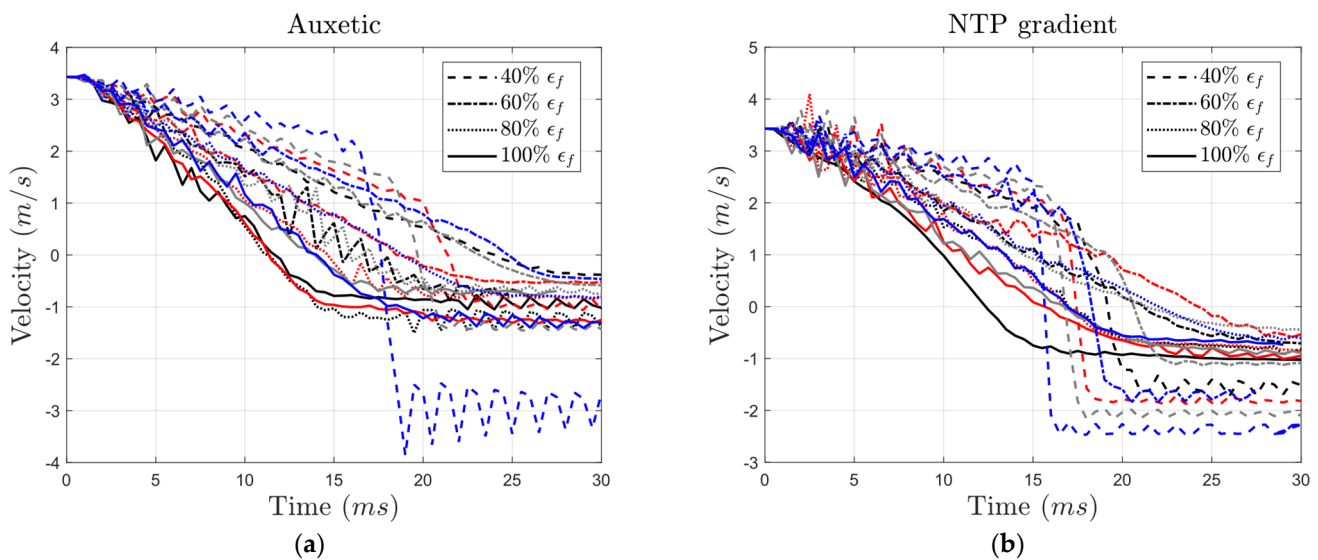 Auxetic
4
3
2
1
0
-1
-2
-3
-4
Velocity (m/s)
0 5 10 15 20 25 30
Time (ms)
40% ϵf
60% ϵf
80% ϵf
100% ϵf
(a)
NTP gradient
5
4
3
2
1
0
-1
-2
-3
Velocity (m/s)
0 5 10 15 20 25 30
Time (ms)
40% ϵf
60% ϵf
80% ϵf
100% ϵf
(b)